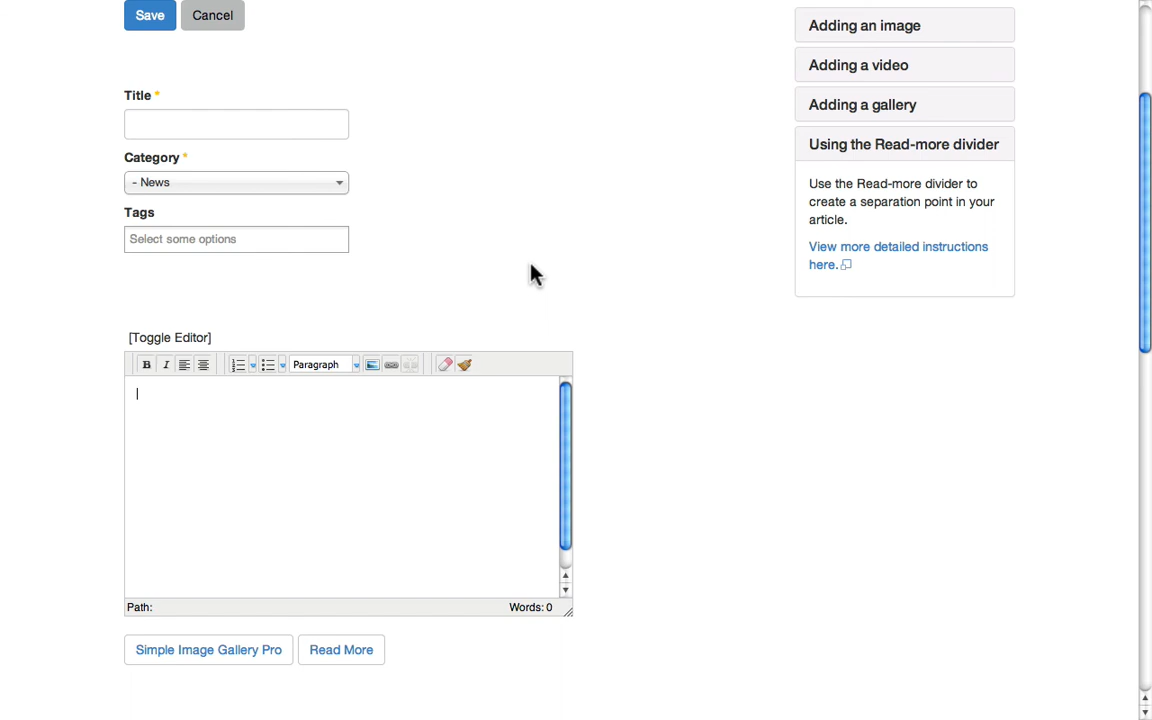 Save
Cancel
Adding an image
Adding a video
Adding a gallery
Using the Read-more divider
Use the Read-more divider to
create a separation point in your
article.
View more detailed instructions
here.
Title *
Category *
- News
Tags
Select some options
[Toggle Editor]
B I Paragraph
Path:
Words: 0
Simple Image Gallery Pro
Read More